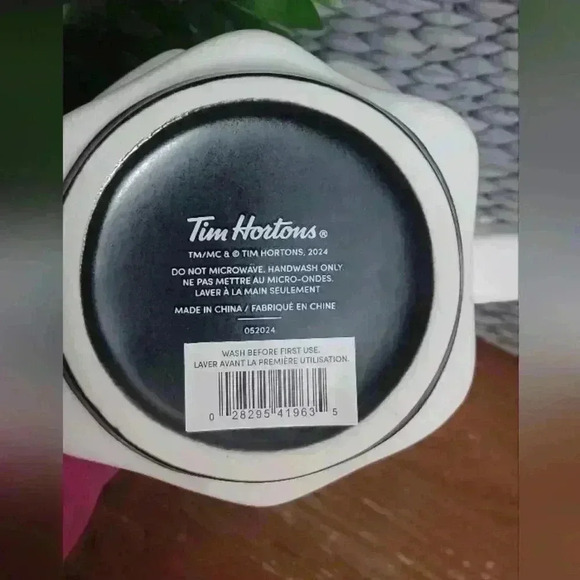 Tim Hortons®
TM/MC & © TIM HORTONS, 2024
DO NOT MICROWAVE. HANDWASH ONLY
NE PAS METTRE AU MICRO-ONDES.
LAVER À LA MAIN SEULEMENT
MADE IN CHINA / FABRIQUÉ EN CHINE
052024
WASH BEFORE FIRST USE.
LAVER AVANT LA PREMIÈRE UTILISATION.
0 28295 41963 5